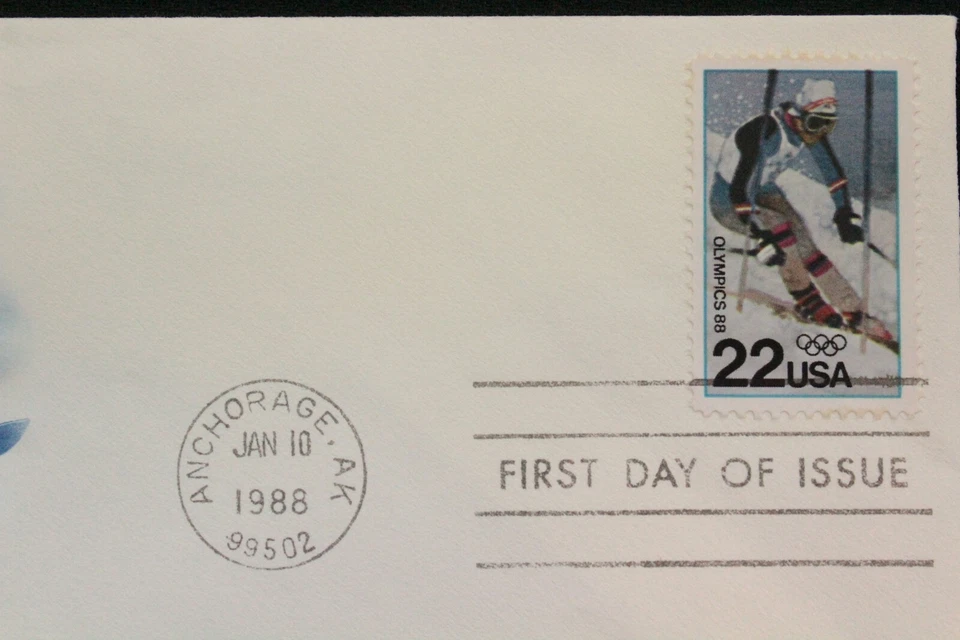 OLYMPICS 88
22USA
ANCHORAGE, AK
JAN 10
1988
99502
FIRST DAY OF ISSUE